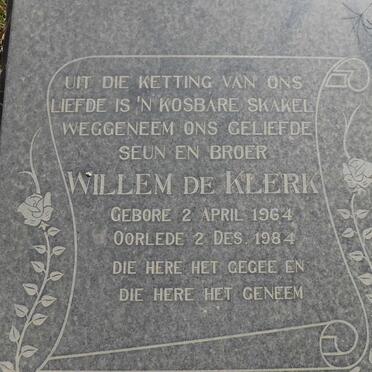 UIT DIE KETTING VAN ONS
LIEFDE IS 'N KOSBARE SKAKEL
WEGGENEEM ONS GELIEFDE
SEUN EN BROER
WILLEM DE KLERK
GEBORE 2 APRIL 1964
OORLEDE 2 DES. 1984
DIE HERE HET GEGEE EN
DIE HERE HET GENEEM